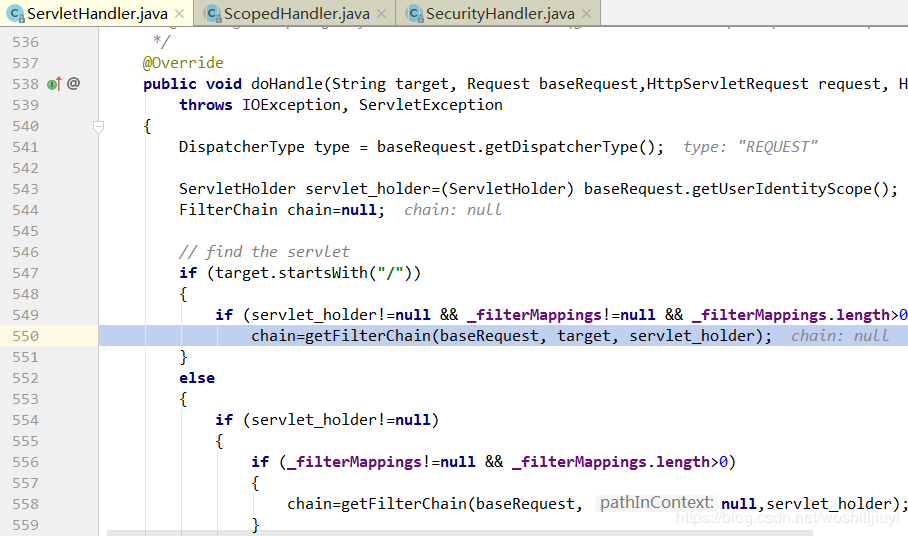 ServletHandler.java ScopedHandler.java SecurityHandler.java
536 */
537 @Override
538 public void doHandle(String target, Request baseRequest,HttpServletRequest request, H
539 throws IOException, ServletException
540 {
541 DispatcherType type = baseRequest.getDispatcherType(); type: "REQUEST"
542
543 ServletHolder servlet_holder=(ServletHolder) baseRequest.getUserIdentityScope();
544 FilterChain chain=null; chain: null
545
546 // find the servlet
547 if (target.startsWith("/"))
548 {
549 if (servlet_holder!=null && _filterMappings!=null && _filterMappings.length>0
550 chain=getFilterChain(baseRequest, target, servlet_holder); chain: null
551 }
552 else
553 {
554 if (servlet_holder!=null)
555 {
556 if (_filterMappings!=null && _filterMappings.length>0)
557 {
558 chain=getFilterChain(baseRequest, pathInContext: null,servlet_holder);
559 }
https://blog.csdn.net/woshilijiuyi